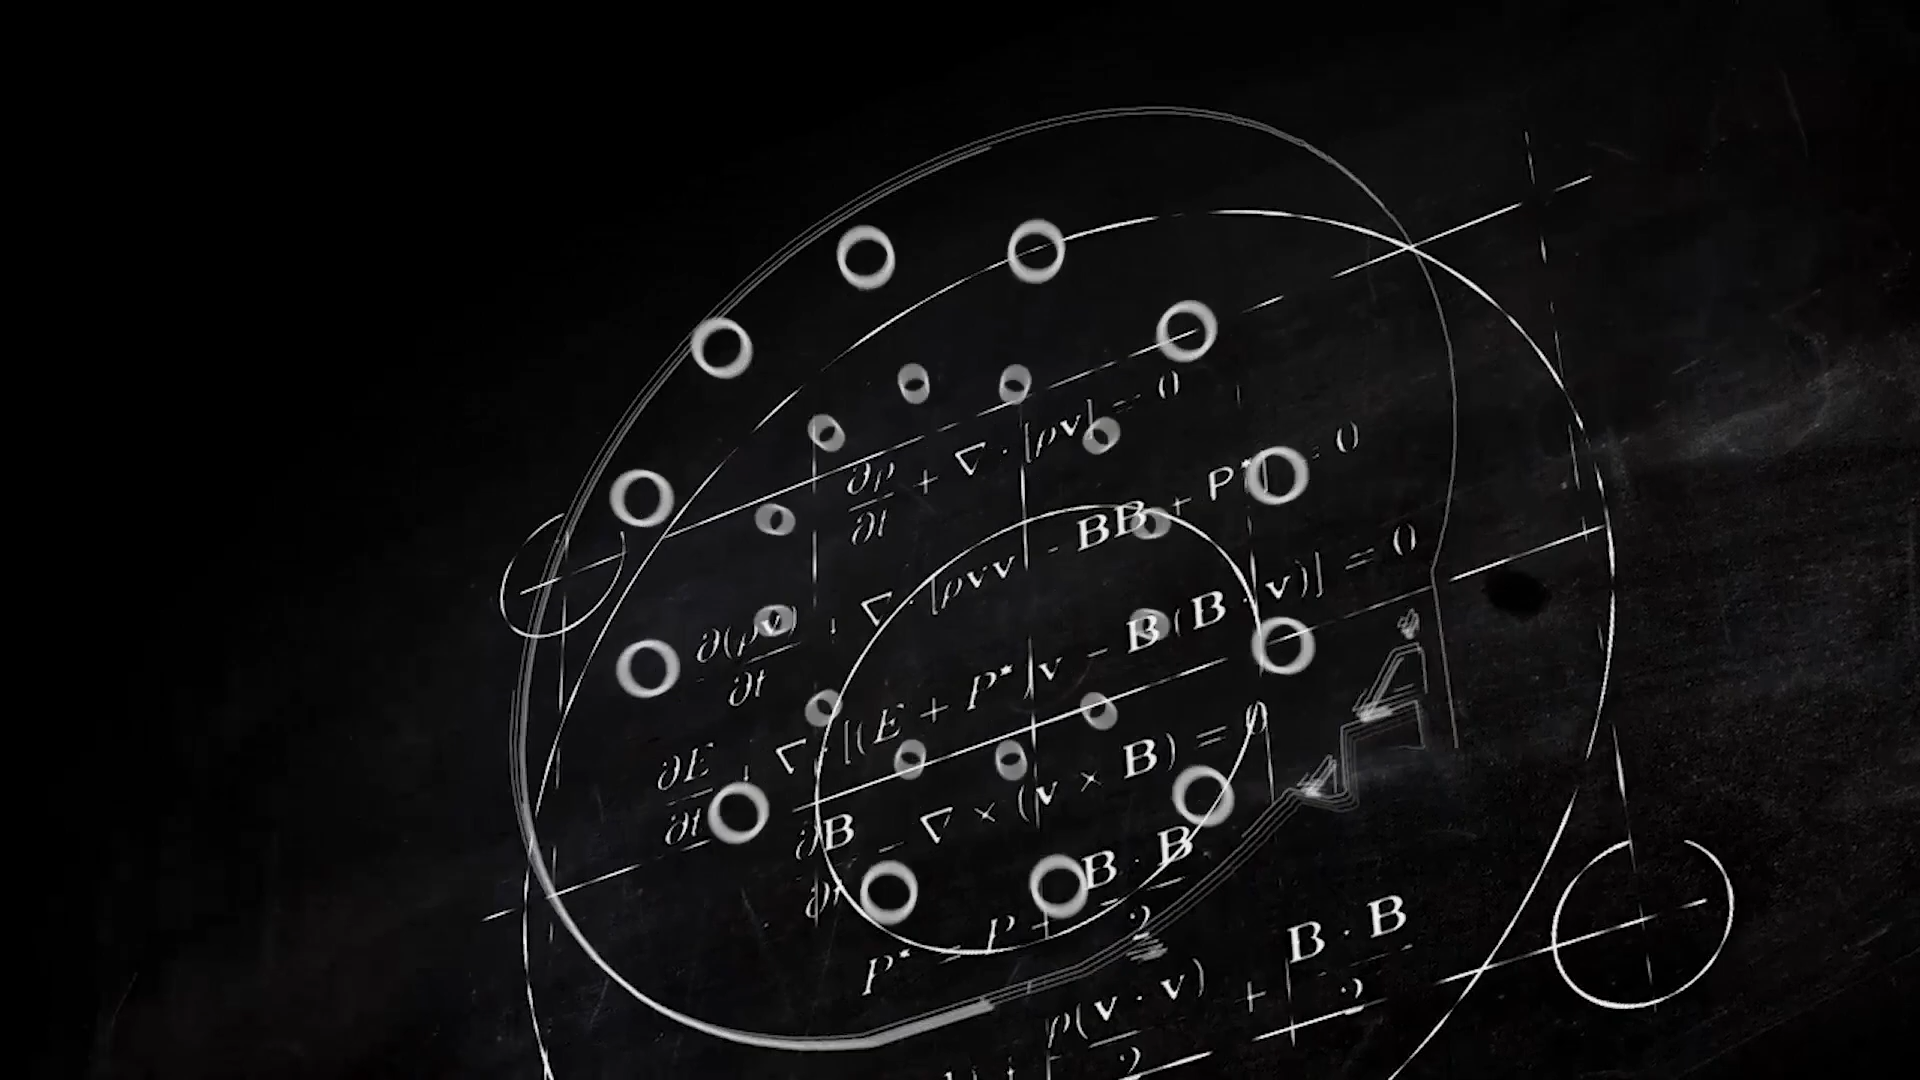 ∂ρ/∂t + ∇ · [ρv] = 0
∂(ρv)/∂t + ∇ · [ρvv - BB + P*] = 0
∂E/∂t + ∇ · [(E + P*)v - B(B · v)] = 0
∂B/∂t - ∇ × (v × B) = 0
P* = P + B · B/2
ρ(v · v)/2 + B · B/2